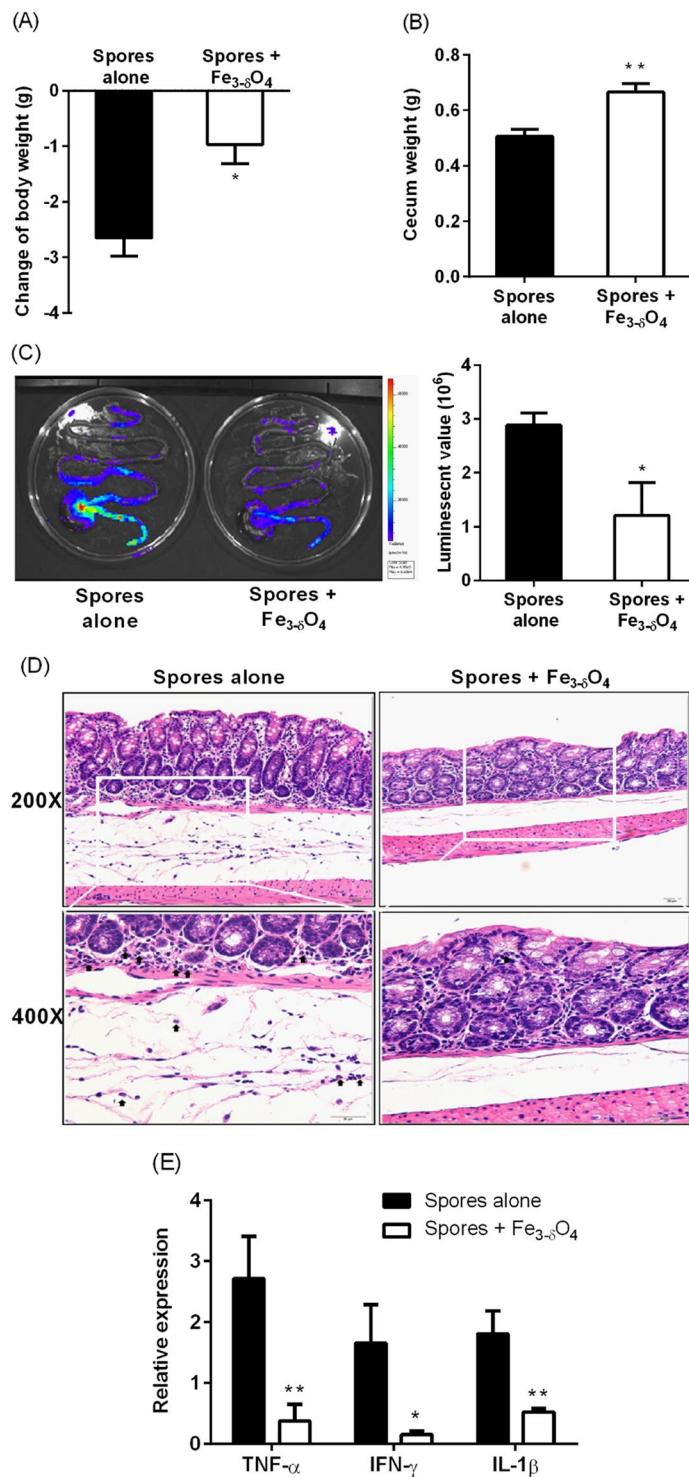 (A)
Spores alone
Spores + Fe3-δO4
Change of body weight (g)
0
-1
-2
-3
-4
*
(B)
Cecum weight (g)
0.8
0.6
0.4
0.2
0.0
**
Spores alone
Spores + Fe3-δO4
(C)
Spores alone
Spores + Fe3-δO4
Luminesecnt value (10^6)
4
3
2
1
0
*
Spores alone
Spores + Fe3-δO4
(D)
Spores alone
Spores + Fe3-δO4
200X
400X
(E)
Spores alone
Spores + Fe3-δO4
Relative expression
4
3
2
1
0
**
*
**
TNF-α
IFN-γ
IL-1β